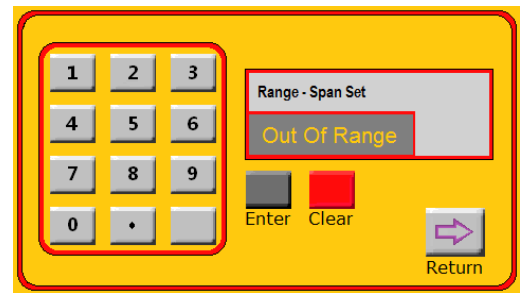 1 2 3
4 5 6
7 8 9
0 •
Range - Span Set
Out Of Range
Enter Clear
Return